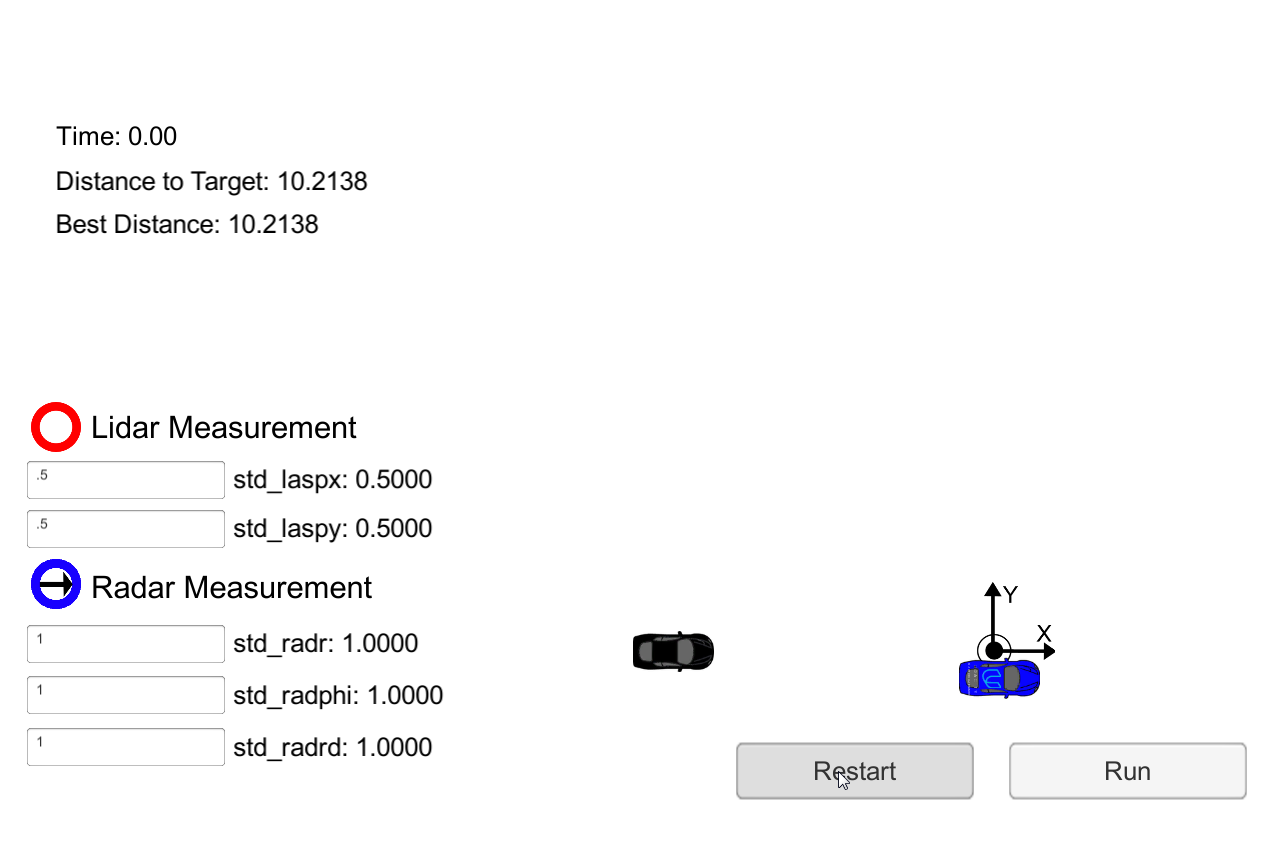 Time: 0.00
Distance to Target: 10.2138
Best Distance: 10.2138
Lidar Measurement
.5 std_laspx: 0.5000
.5 std_laspy: 0.5000
Radar Measurement
1 std_radr: 1.0000
1 std_radphi: 1.0000
1 std_radrd: 1.0000
Y
X
Restart
Run